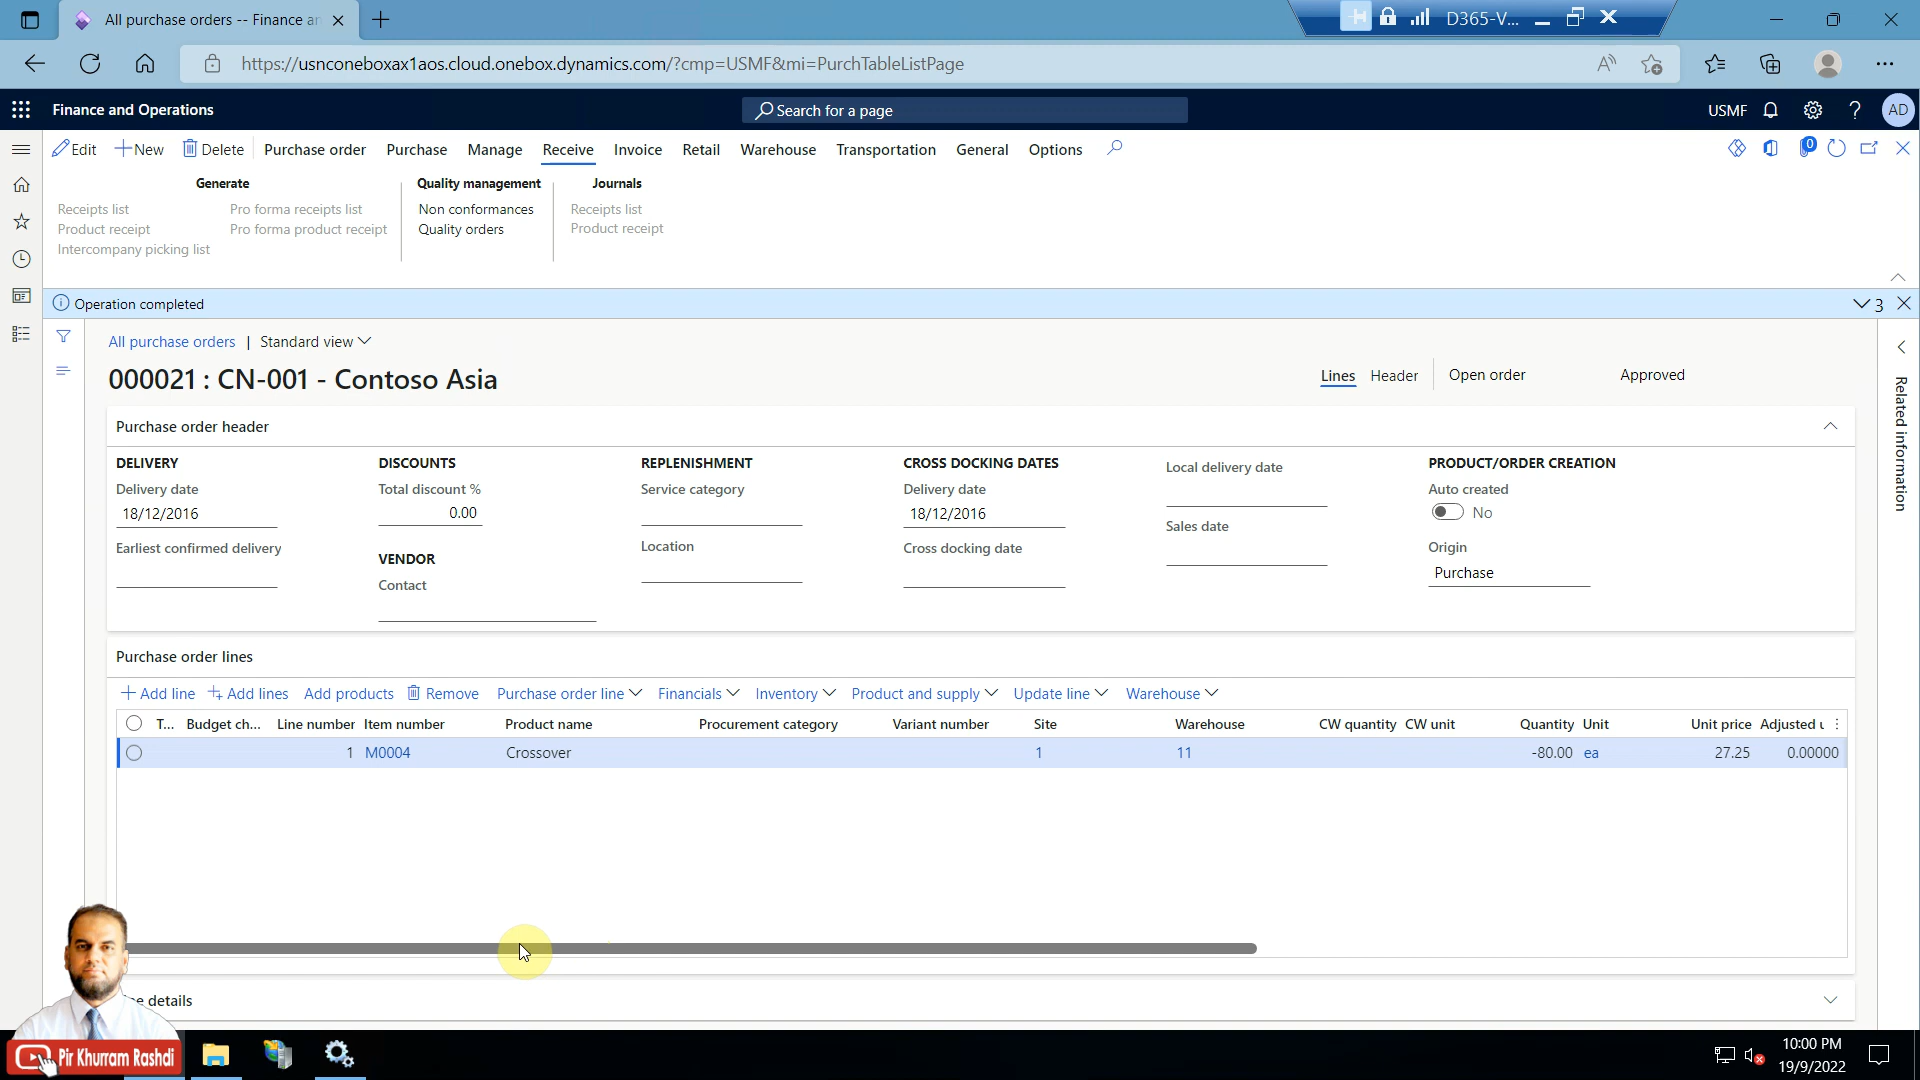 All purchase orders -- Finance an
D365-V...
https://usnconeboxax1aos.cloud.onebox.dynamics.com/?cmp=USMF&mi=PurchTableListPage
Finance and Operations
Search for a page
USMF
?
AD
Edit
New
Delete
Purchase order
Purchase
Manage
Receive
Invoice
Retail
Warehouse
Transportation
General
Options
0
Generate
Quality management
Journals
Receipts list
Pro forma receipts list
Non conformances
Receipts list
Product receipt
Pro forma product receipt
Quality orders
Product receipt
Intercompany picking list
Operation completed
3
All purchase orders | Standard view
000021 : CN-001 - Contoso Asia
Lines
Header
Open order
Approved
Related information
Purchase order header
DELIVERY
Delivery date
18/12/2016
Earliest confirmed delivery
DISCOUNTS
Total discount %
0.00
VENDOR
Contact
REPLENISHMENT
Service category
Location
CROSS DOCKING DATES
Delivery date
18/12/2016
Cross docking date
Local delivery date
Sales date
PRODUCT/ORDER CREATION
Auto created
No
Origin
Purchase
Purchase order lines
Add line
Add lines
Add products
Remove
Purchase order line
Financials
Inventory
Product and supply
Update line
Warehouse
T... Budget ch... Line number Item number Product name Procurement category Variant number Site Warehouse CW quantity CW unit Quantity Unit Unit price Adjusted u
1 M0004 Crossover 1 11 -80.00 ea 27.25 0.00000
e details
Pir Khurram Rashdi
10:00 PM
19/9/2022